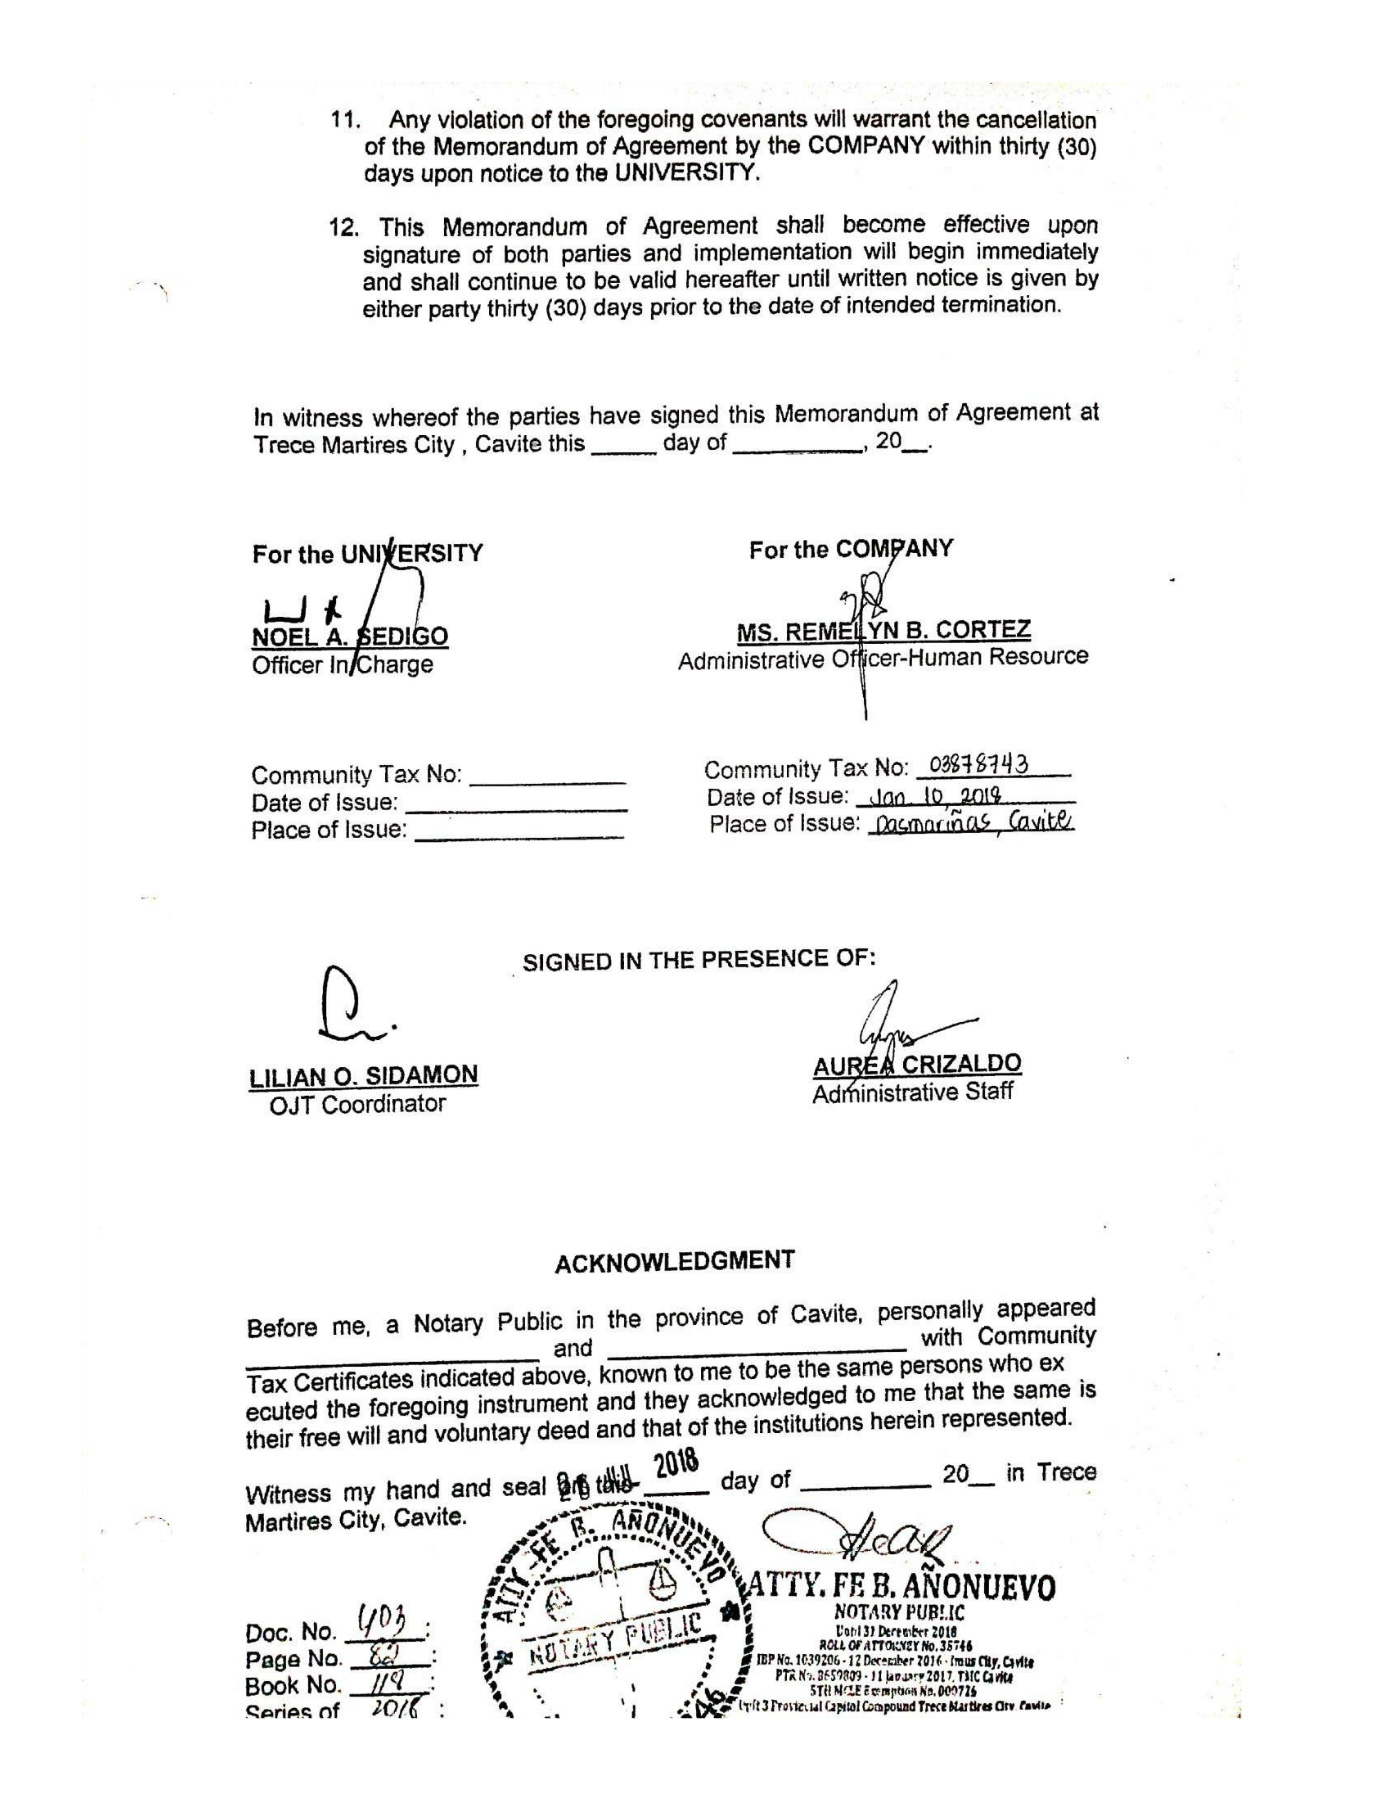 11. Any violation of the foregoing covenants will warrant the cancellation
of the Memorandum of Agreement by the COMPANY within thirty (30)
days upon notice to the UNIVERSITY.
12. This Memorandum of Agreement shall become effective upon
signature of both parties and implementation will begin immediately
and shall continue to be valid hereafter until written notice is given by
either party thirty (30) days prior to the date of intended termination.
In witness whereof the parties have signed this Memorandum of Agreement at
Trece Martires City , Cavite this _____ day of __________, 20__.
For the UNIVERSITY
For the COMPANY
NOEL A. SEDIGO
Officer In Charge
MS. REMELYN B. CORTEZ
Administrative Officer-Human Resource
Community Tax No: ____________
Date of Issue: _________________
Place of Issue: ________________
Community Tax No: 03878743
Date of Issue: Jan. 10, 2018
Place of Issue: Dasmariñas, Cavite
SIGNED IN THE PRESENCE OF:
LILIAN O. SIDAMON
OJT Coordinator
AUREA CRIZALDO
Administrative Staff
ACKNOWLEDGMENT
Before me, a Notary Public in the province of Cavite, personally appeared
______________________ and ______________________ with Community
Tax Certificates indicated above, known to me to be the same persons who ex
ecuted the foregoing instrument and they acknowledged to me that the same is
their free will and voluntary deed and that of the institutions herein represented.
Witness my hand and seal 2018 _____ day of __________ 20__ in Trece
Martires City, Cavite.
ATTY. FE B. AÑONUEVO
NOTARY PUBLIC
Doc. No. 403 :
Page No. 82 :
Book No. 119 :
Series of 2018 :
ATTY. FE B. AÑONUEVO
NOTARY PUBLIC
Until 31 December 2018
ROLL OF ATTORNEY No. 35746
IBP No. 1039206 - 12 December 2016 - Imus City, Cavite
PTR No. 8659809 - 11 January 2017, TMC Cavite
5TH MCLE Exemption No. 000726
Unit 3 Provincial Capitol Compound Trece Martires City, Cavite